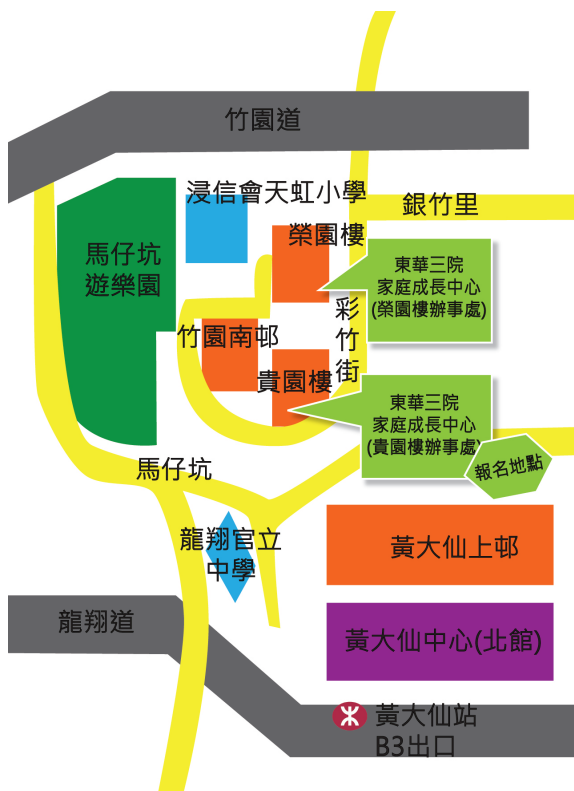 竹園道
浸信會天虹小學
銀竹里
榮園樓
馬仔坑
遊樂園
東華三院
家庭成長中心
(榮園樓辦事處)
彩
竹
街
竹園南邨
貴園樓
東華三院
家庭成長中心
(貴園樓辦事處)
報名地點
馬仔坑
龍翔官立
中學
黃大仙上邨
龍翔道
黃大仙中心(北館)
黃大仙站
B3出口